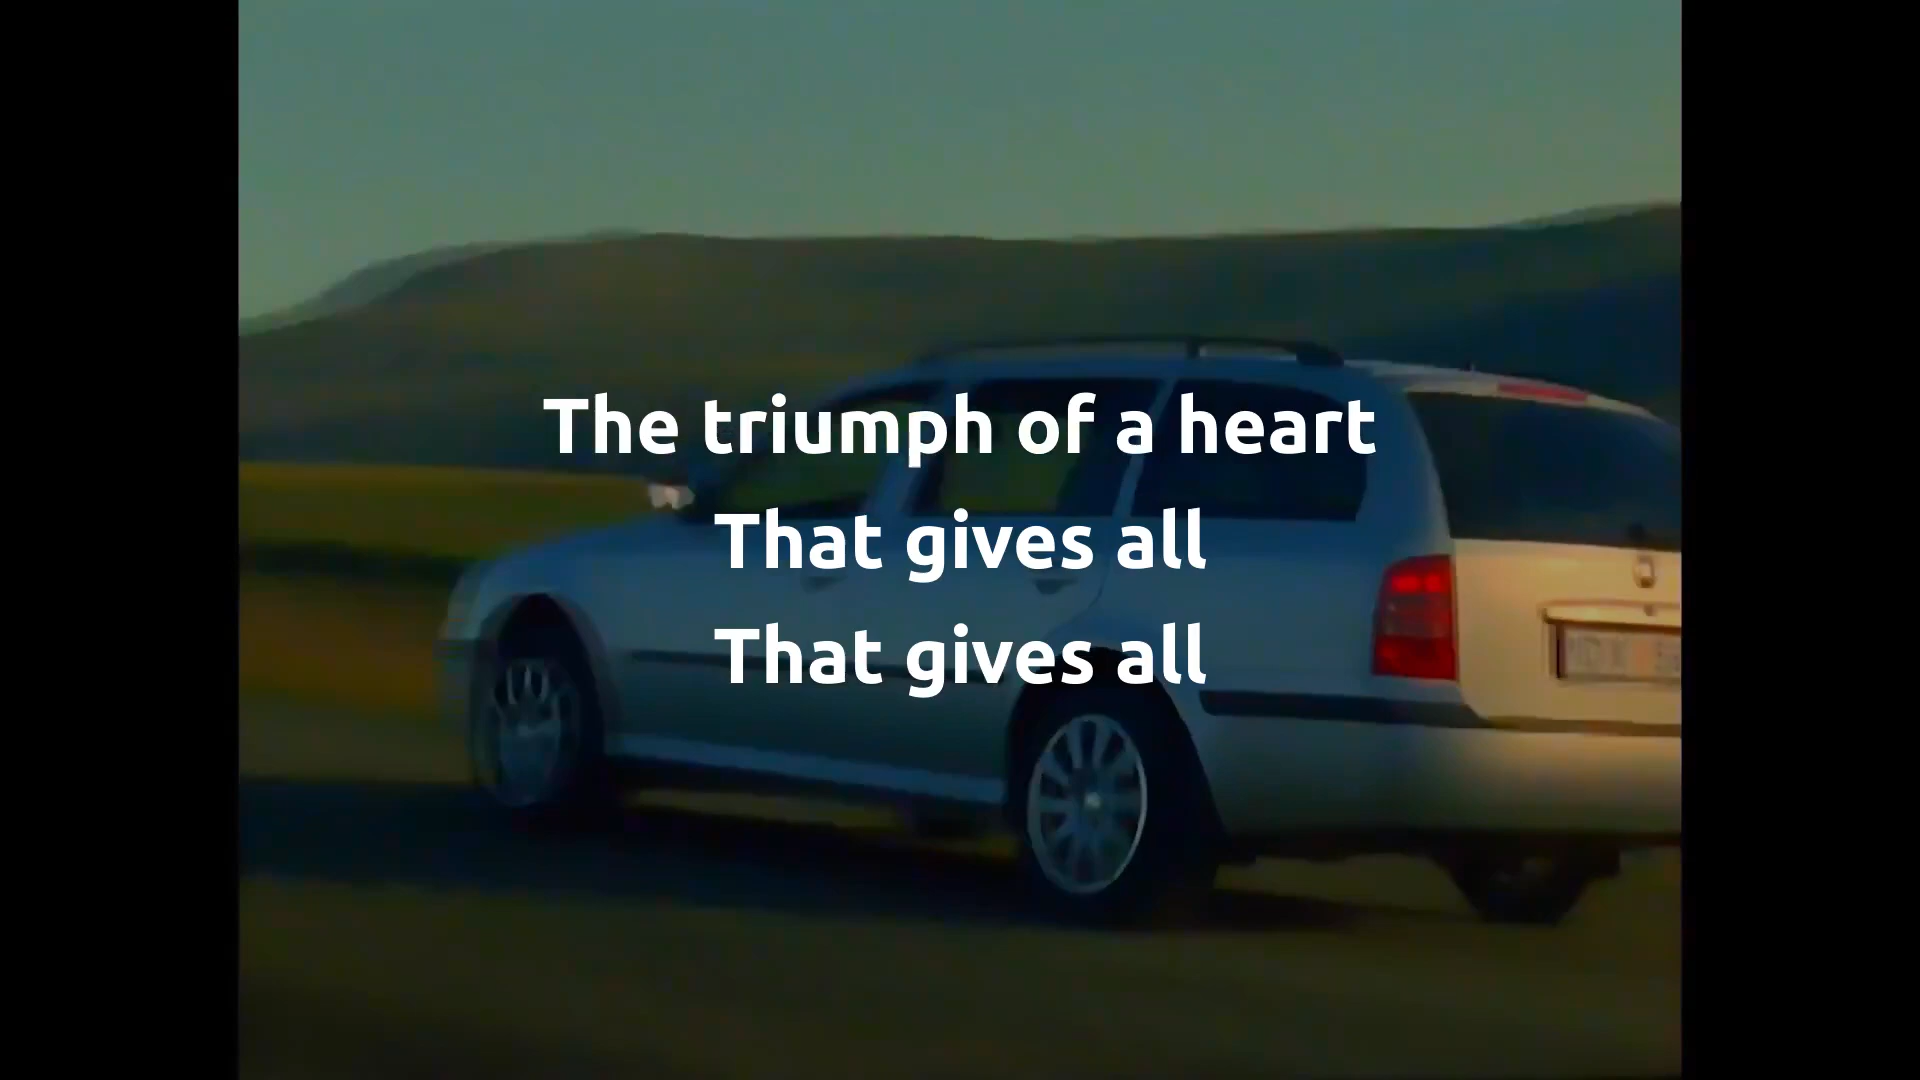 The triumph of a heart
That gives all
That gives all